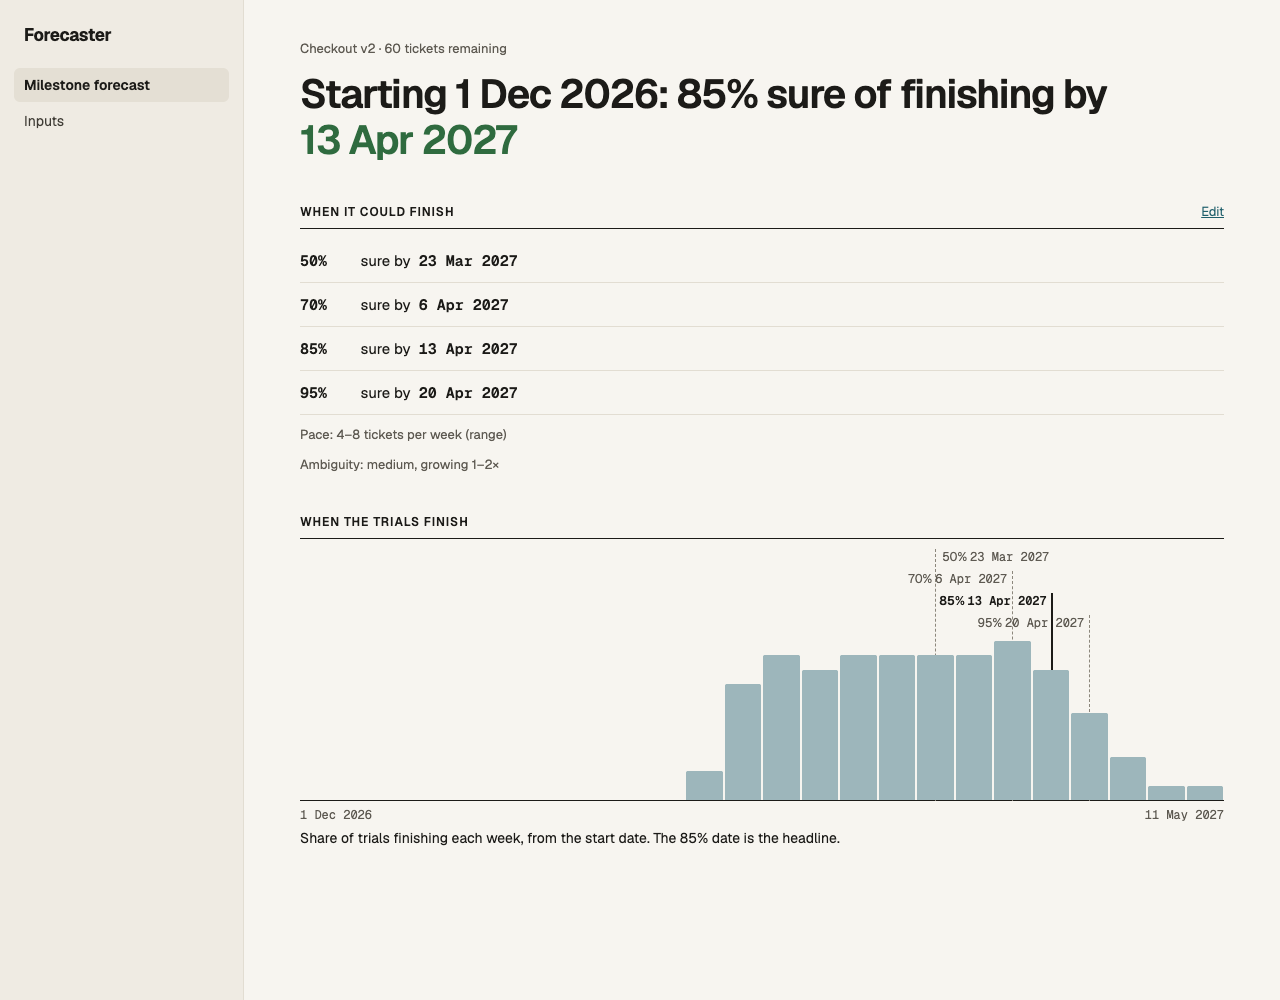 Forecaster
Milestone forecast
Inputs
Checkout v2 · 60 tickets remaining
Starting 1 Dec 2026: 85% sure of finishing by
13 Apr 2027
WHEN IT COULD FINISH
Edit
50% sure by 23 Mar 2027
70% sure by 6 Apr 2027
85% sure by 13 Apr 2027
95% sure by 20 Apr 2027
Pace: 4–8 tickets per week (range)
Ambiguity: medium, growing 1–2×
WHEN THE TRIALS FINISH
50% 23 Mar 2027
70% 6 Apr 2027
85% 13 Apr 2027
95% 20 Apr 2027
1 Dec 2026
11 May 2027
Share of trials finishing each week, from the start date. The 85% date is the headline.